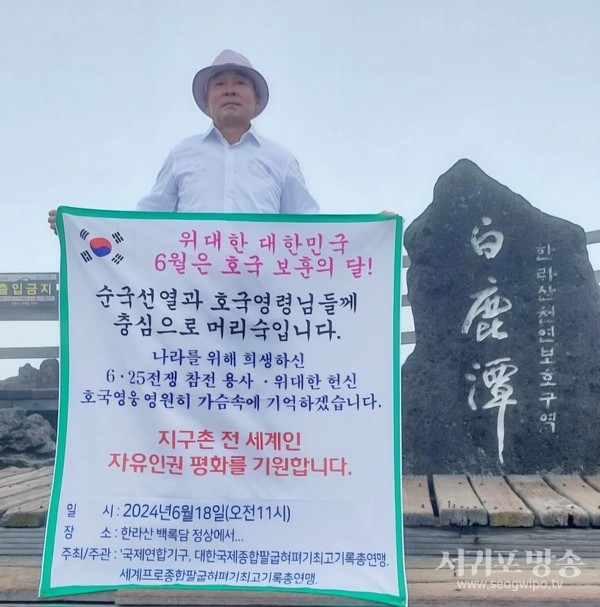 위대한 대한민국
6월은 호국 보훈의 달!
순국선열과 호국영령님들께
충심으로 머리숙입니다.
나라를 위해 희생하신
6·25전쟁 참전 용사·위대한 헌신
호국영웅영원히 가슴속에 기억하겠습니다.
지구촌 전 세계인
자유인권 평화를 기원합니다.
일 시 : 2024년6월18일(오전11시)
장 소 : 한라산 백록담 정상에서...
주최/주관 : '국제연합기구, 대한국제종합팔굽혀펴기최고기록총연맹.
세계프로종합팔굽혀펴기최고기록총연맹.
출입금지
白鹿潭
한라산천연보호구역
서귀포방송
www.seogwipo.tv